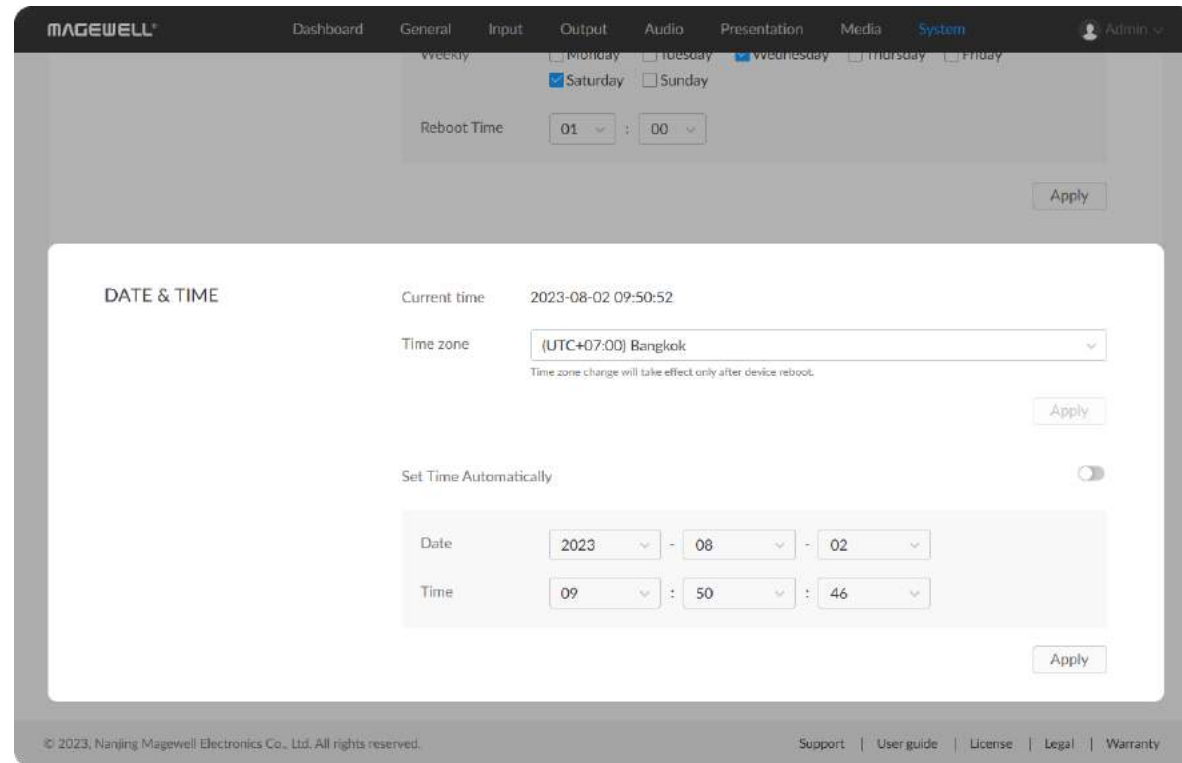 MAGEWELL® Dashboard General Input Output Audio Presentation Media System Admin
Weekly Monday Tuesday Wednesday Thursday Friday
Saturday Sunday
Reboot Time 01 : 00
Apply
DATE & TIME Current time 2023-08-02 09:50:52
Time zone (UTC+07:00) Bangkok
Time zone change will take effect only after device reboot.
Apply
Set Time Automatically
Date 2023 - 08 - 02
Time 09 : 50 : 46
Apply
© 2023, Nanjing Magewell Electronics Co., Ltd. All rights reserved. Support | User guide | License | Legal | Warranty